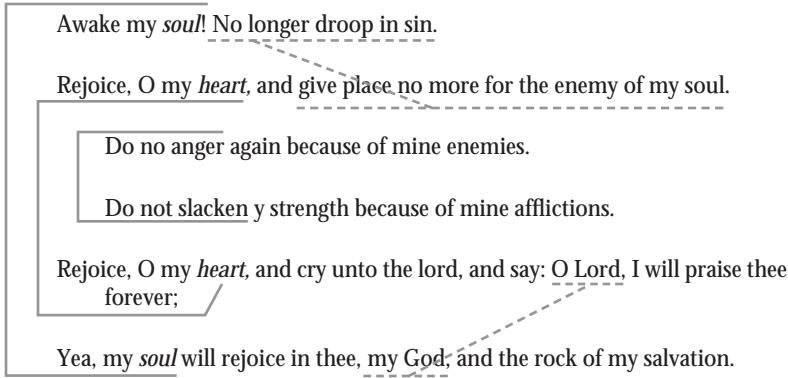 Awake my soul! No longer droop in sin.
Rejoice, O my heart, and give place no more for the enemy of my soul.
Do no anger again because of mine enemies.
Do not slacken y strength because of mine afflictions.
Rejoice, O my heart, and cry unto the lord, and say: O Lord, I will praise thee
forever;
Yea, my soul will rejoice in thee, my God, and the rock of my salvation.